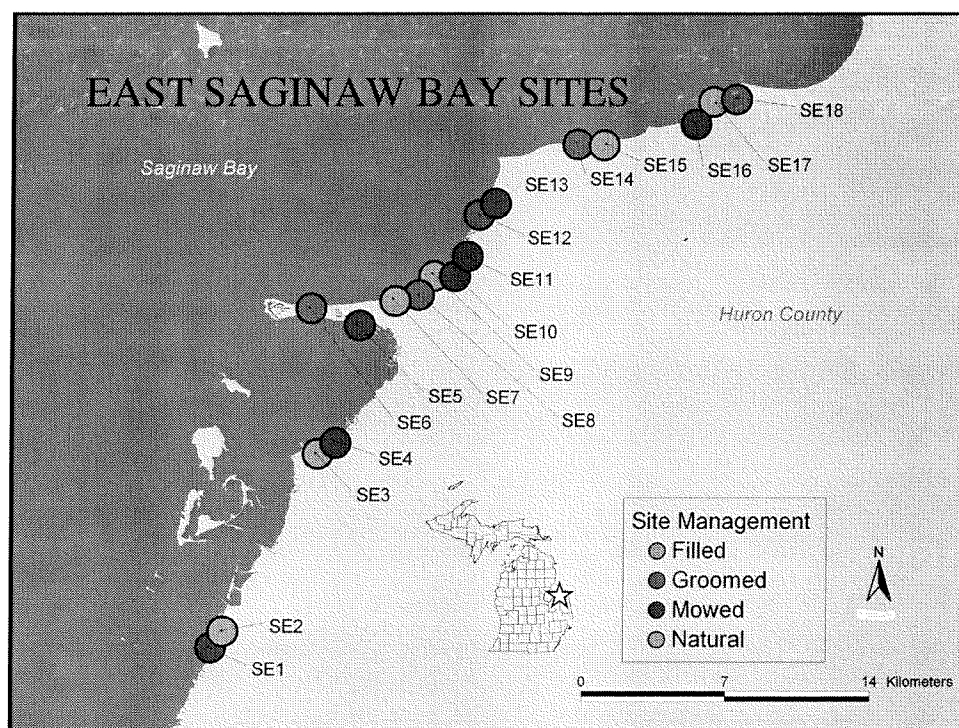 EAST SAGINAW BAY SITES
Saginaw Bay
SE18
SE17
SE16
SE15
SE14
SE13
SE12
SE11
Huron County
SE10
SE9
SE8
SE7
SE5
SE6
SE4
SE3
Site Management
Filled
Groomed
Mowed
Natural
N
SE2
SE1
0 7 14 Kilometers